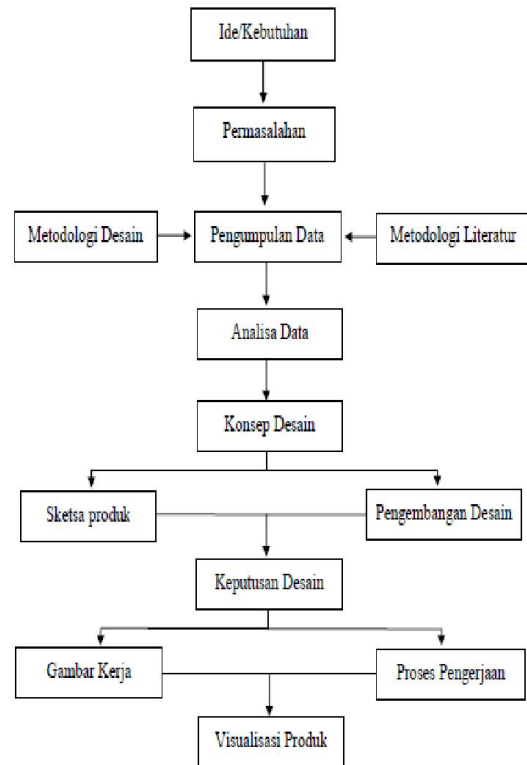 Ide/Kebutuhan
Permasalahan
Metodologi Desain
Pengumpulan Data
Metodologi Literatur
Analisa Data
Konsep Desain
Sketsa produk
Pengembangan Desain
Keputusan Desain
Gambar Kerja
Proses Pengerjaan
Visualisasi Produk